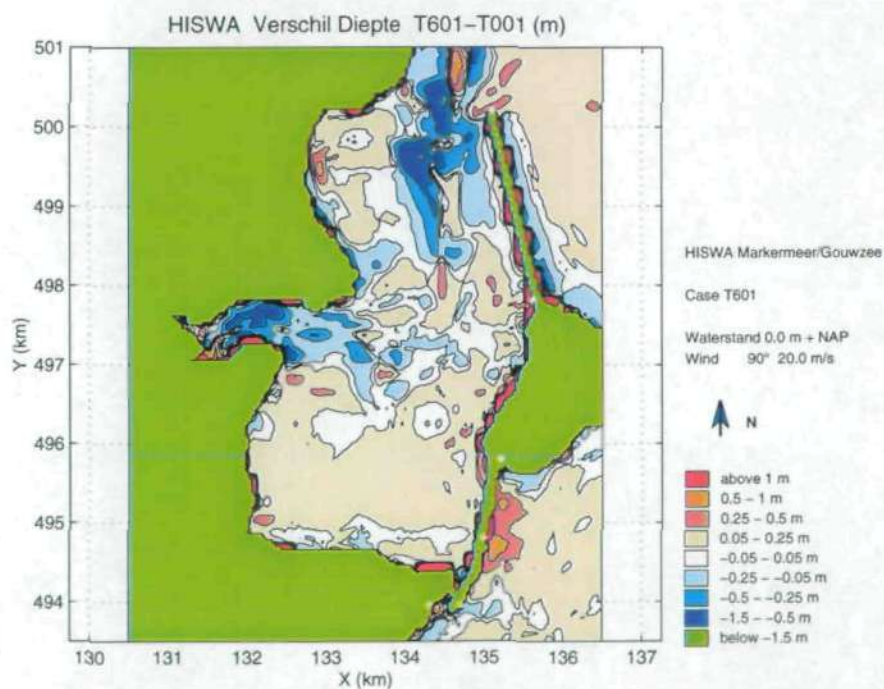 HISWA Verschil Diepte T601–T001 (m)
501
500
499
498
497
496
495
494
Y (km)
130
131
132
133
134
135
136
137
X (km)
HISWA Markermeer/Gouwzee
Case T601
Waterstand 0.0 m + NAP
Wind 90° 20.0 m/s
N
above 1 m
0.5 – 1 m
0.25 – 0.5 m
0.05 – 0.25 m
–0.05 – 0.05 m
–0.25 – –0.05 m
–0.5 – –0.25 m
–1.5 – –0.5 m
below –1.5 m